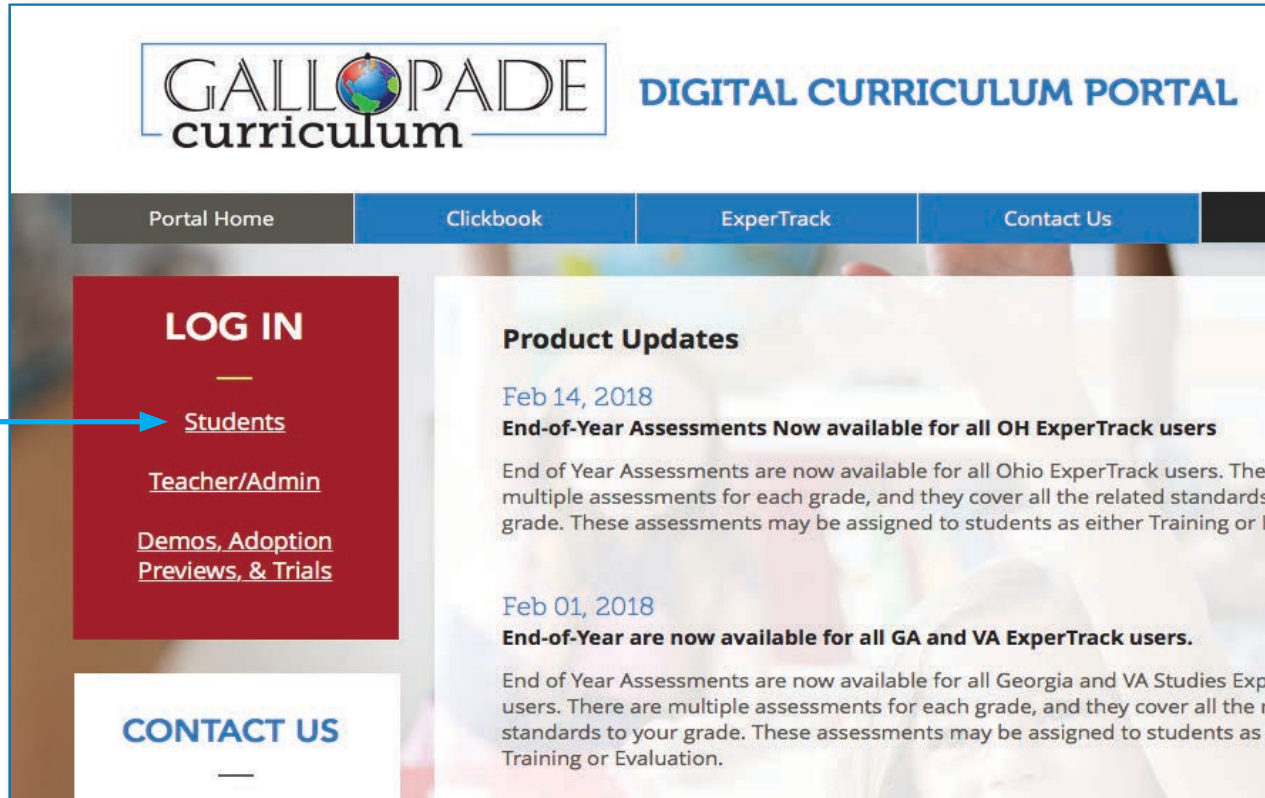 GALLOPADE
curriculum
DIGITAL CURRICULUM PORTAL
Portal Home
Clickbook
ExperTrack
Contact Us
LOG IN
Students
Teacher/Admin
Demos, Adoption
Previews, & Trials
CONTACT US
Product Updates
Feb 14, 2018
End-of-Year Assessments Now available for all OH ExperTrack users
End of Year Assessments are now available for all Ohio ExperTrack users. The
multiple assessments for each grade, and they cover all the related standards
grade. These assessments may be assigned to students as either Training or
Feb 01, 2018
End-of-Year are now available for all GA and VA ExperTrack users.
End of Year Assessments are now available for all Georgia and VA Studies Exp
users. There are multiple assessments for each grade, and they cover all the
standards to your grade. These assessments may be assigned to students as
Training or Evaluation.